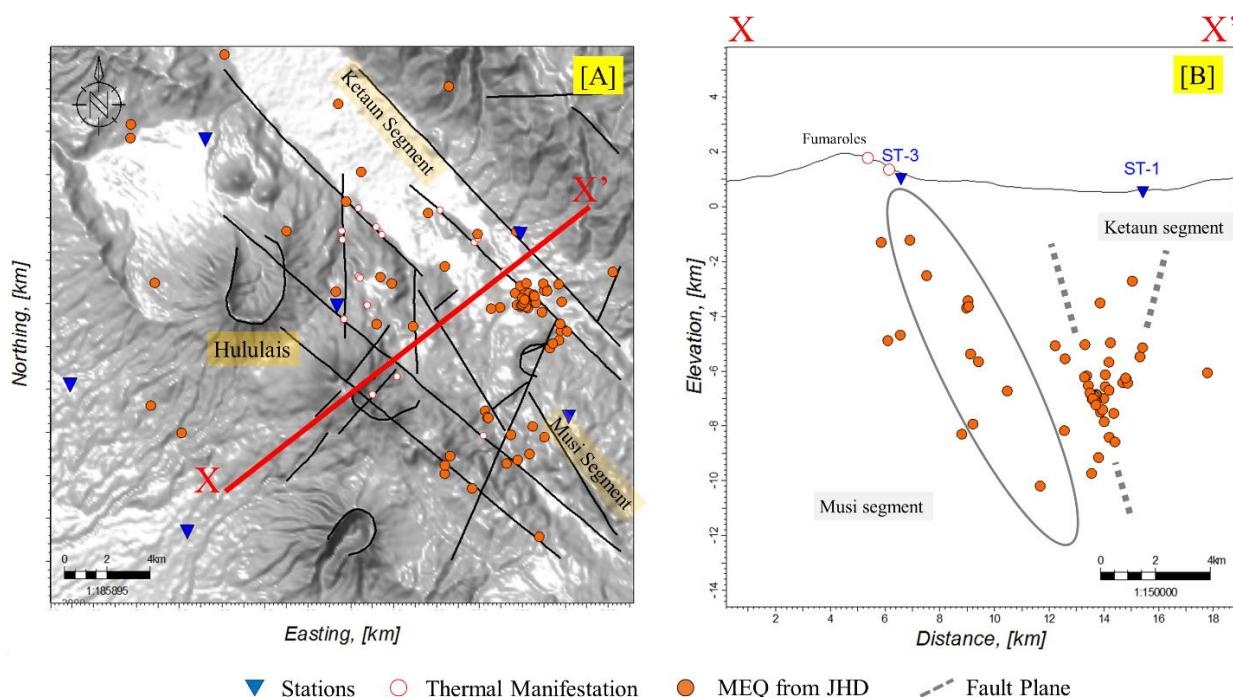 [A]
N
Ketaun Segment
X'
Hululais
Musi Segment
X
0 2 4km
1:185895
Northing, [km]
Easting, [km]
X X'
[B]
Fumaroles
ST-3
ST-1
Ketaun segment
Musi segment
4
2
0
-2
-4
-6
-8
-10
-12
-14
Elevation, [km]
0 2 4km
1:150000
0 2 4 6 8 10 12 14 16 18
Distance, [km]
Stations Thermal Manifestation MEQ from JHD Fault Plane